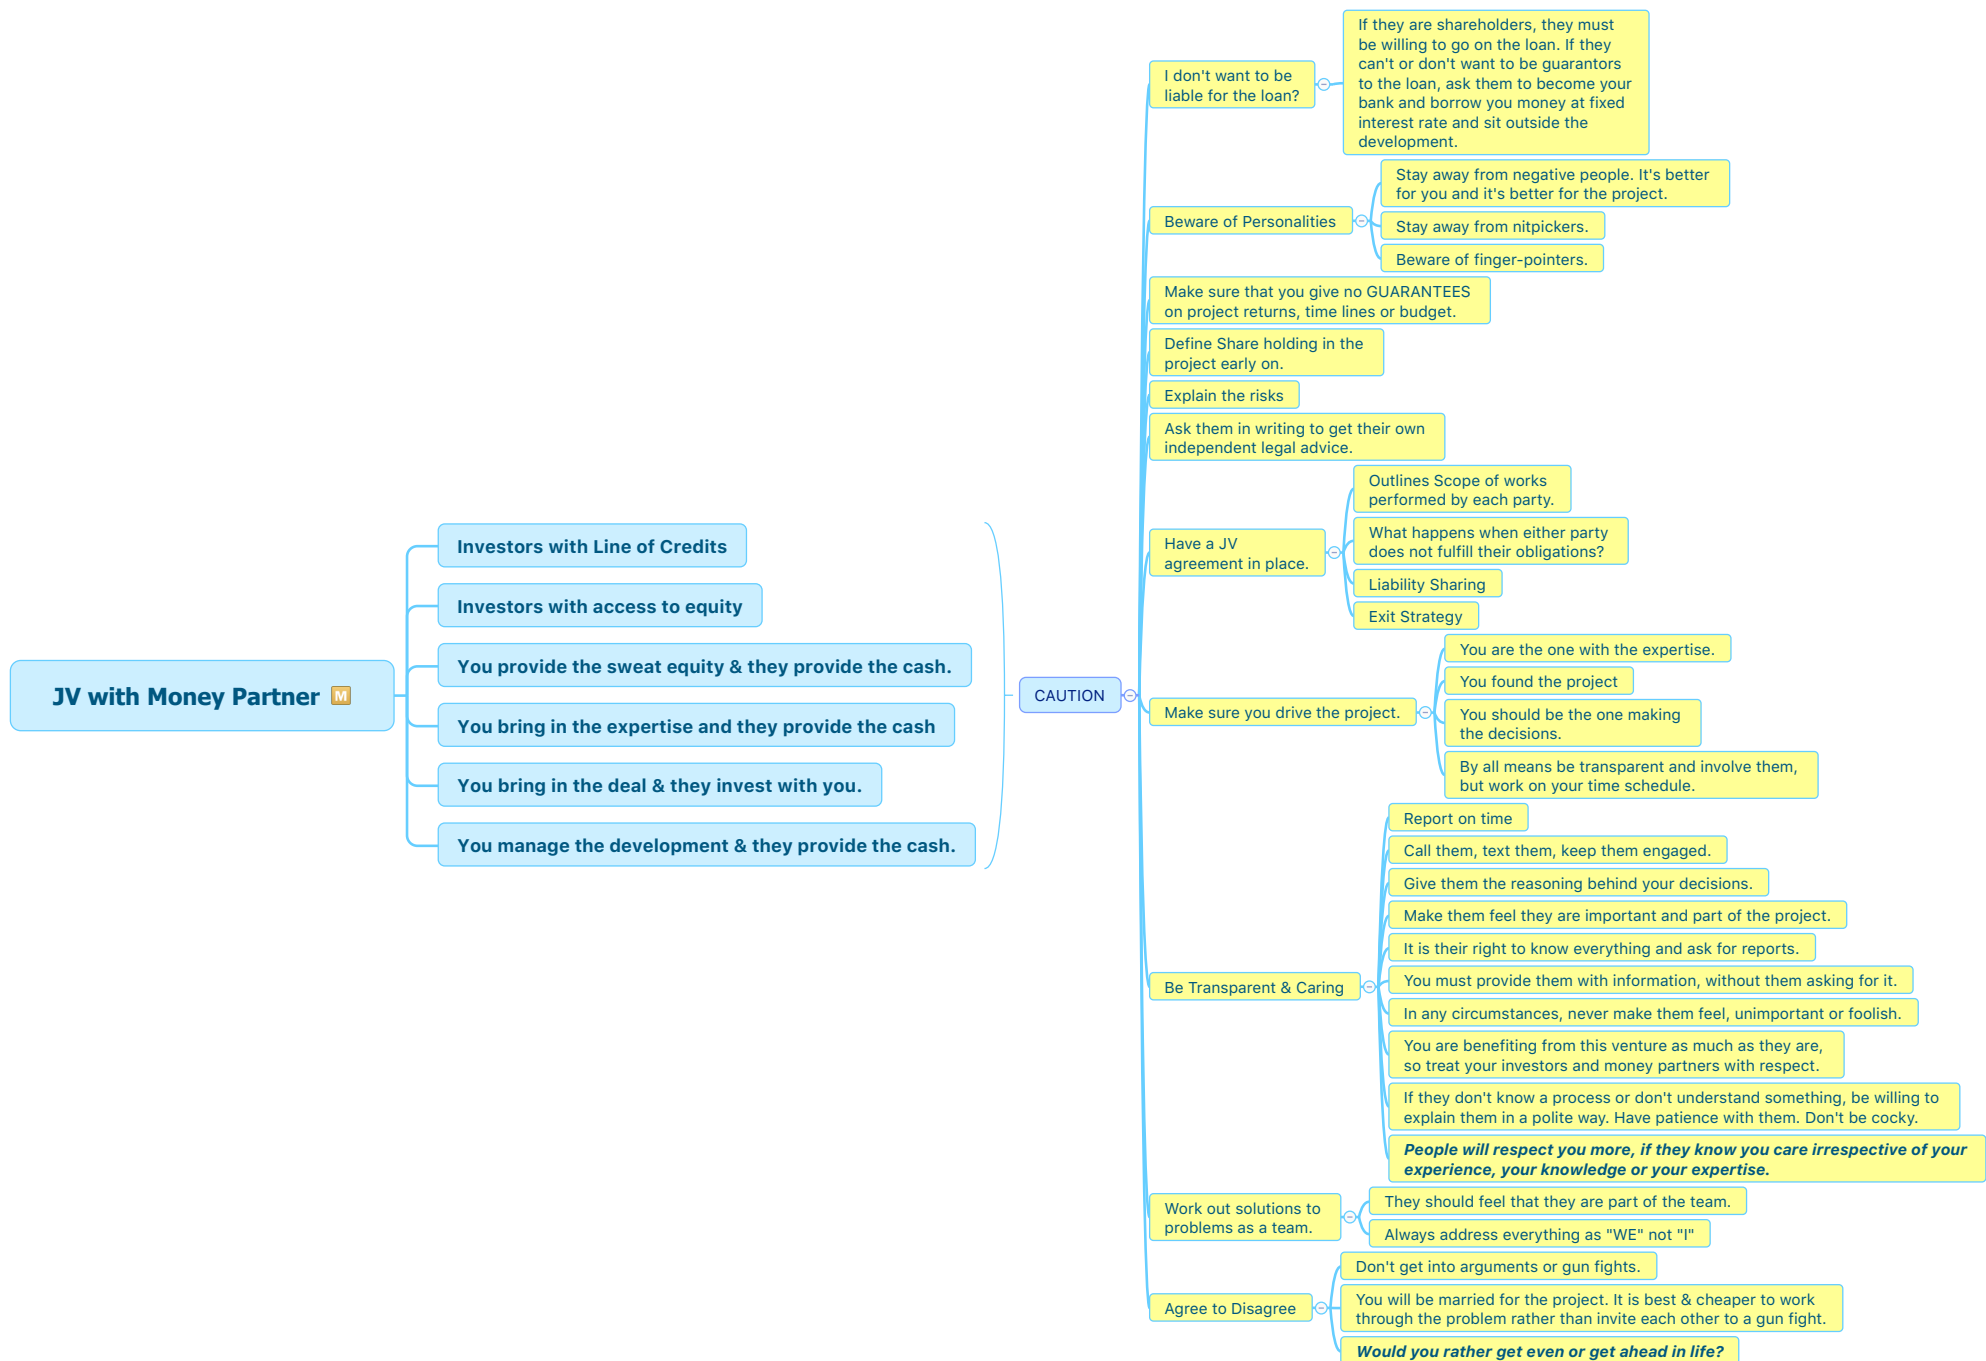 JV with Money Partner M
Investors with Line of Credits
Investors with access to equity
You provide the sweat equity & they provide the cash.
You bring in the expertise and they provide the cash
You bring in the deal & they invest with you.
You manage the development & they provide the cash.
CAUTION
I don't want to be
liable for the loan?
If they are shareholders, they must
be willing to go on the loan. If they
can't or don't want to be guarantors
to the loan, ask them to become your
bank and borrow you money at fixed
interest rate and sit outside the
development.
Beware of Personalities
Stay away from negative people. It's better
for you and it's better for the project.
Stay away from nitpickers.
Beware of finger-pointers.
Make sure that you give no GUARANTEES
on project returns, time lines or budget.
Define Share holding in the
project early on.
Explain the risks
Ask them in writing to get their own
independent legal advice.
Have a JV
agreement in place.
Outlines Scope of works
performed by each party.
What happens when either party
does not fulfill their obligations?
Liability Sharing
Exit Strategy
Make sure you drive the project.
You are the one with the expertise.
You found the project
You should be the one making
the decisions.
By all means be transparent and involve them,
but work on your time schedule.
Be Transparent & Caring
Report on time
Call them, text them, keep them engaged.
Give them the reasoning behind your decisions.
Make them feel they are important and part of the project.
It is their right to know everything and ask for reports.
You must provide them with information, without them asking for it.
In any circumstances, never make them feel, unimportant or foolish.
You are benefiting from this venture as much as they are,
so treat your investors and money partners with respect.
If they don't know a process or don't understand something, be willing to
explain them in a polite way. Have patience with them. Don't be cocky.
People will respect you more, if they know you care irrespective of your
experience, your knowledge or your expertise.
Work out solutions to
problems as a team.
They should feel that they are part of the team.
Always address everything as "WE" not "I"
Agree to Disagree
Don't get into arguments or gun fights.
You will be married for the project. It is best & cheaper to work
through the problem rather than invite each other to a gun fight.
Would you rather get even or get ahead in life?